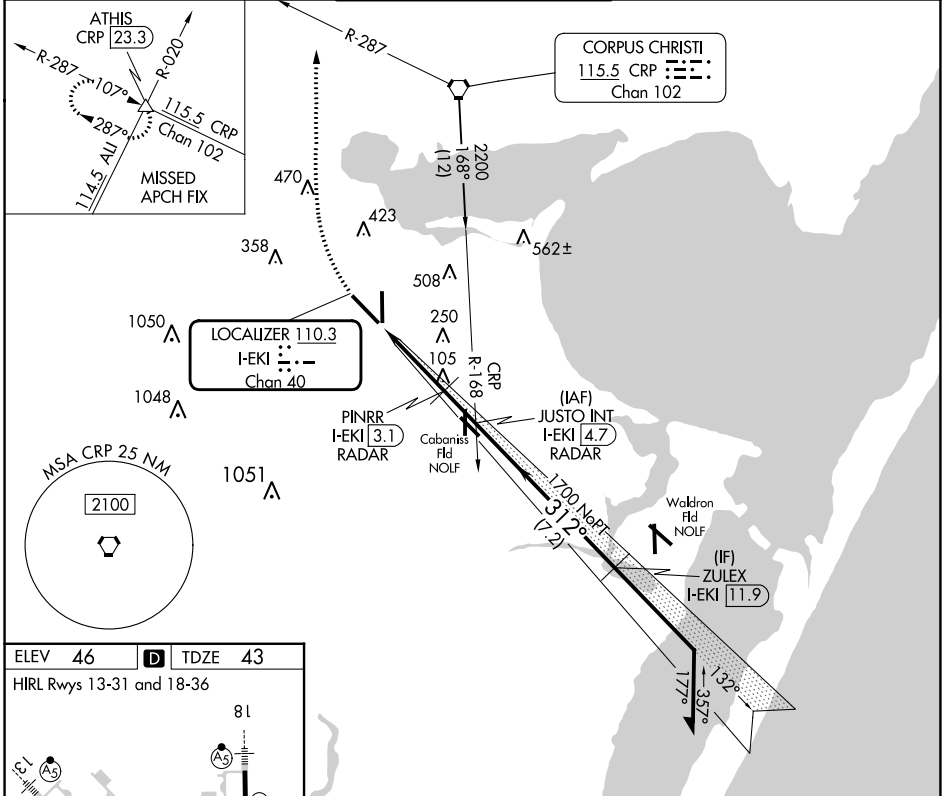 ATHIS
CRP 23.3
R-287
107°
R-020
287°
115.5 CRP
Chan 102
114.5 ALI
MISSED
APCH FIX
R-287
CORPUS CHRISTI
115.5 CRP
Chan 102
2200
168°
(12)
470
423
358
562±
508
1050
250
LOCALIZER 110.3
I-EKI
Chan 40
105
CRP
R-168
1048
PINRR
I-EKI 3.1
RADAR
Cabaniss
Fld
NOLF
(IAF)
JUSTO INT
I-EKI 4.7
RADAR
1051
MSA CRP 25 NM
2100
1700 NoPT
312°
(7.2)
Waldron
Fld
NOLF
(IF)
ZULEX
I-EKI 11.9
132°
177°
357°
ELEV 46 D TDZE 43
HIRL Rwys 13-31 and 18-36
18
A5
13
A5